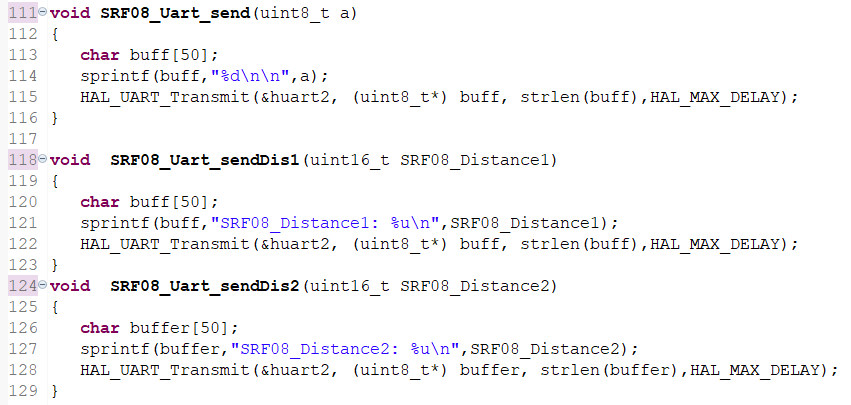 111 void SRF08_Uart_send(uint8_t a)
112 {
113 char buff[50];
114 sprintf(buff,"%d\n\n",a);
115 HAL_UART_Transmit(&huart2, (uint8_t*) buff, strlen(buff),HAL_MAX_DELAY);
116 }
117
118 void  SRF08_Uart_sendDis1(uint16_t SRF08_Distance1)
119 {
120 char buff[50];
121 sprintf(buff,"SRF08_Distance1: %u\n",SRF08_Distance1);
122 HAL_UART_Transmit(&huart2, (uint8_t*) buff, strlen(buff),HAL_MAX_DELAY);
123 }
124 void  SRF08_Uart_sendDis2(uint16_t SRF08_Distance2)
125 {
126 char buffer[50];
127 sprintf(buffer,"SRF08_Distance2: %u\n",SRF08_Distance2);
128 HAL_UART_Transmit(&huart2, (uint8_t*) buffer, strlen(buffer),HAL_MAX_DELAY);
129 }